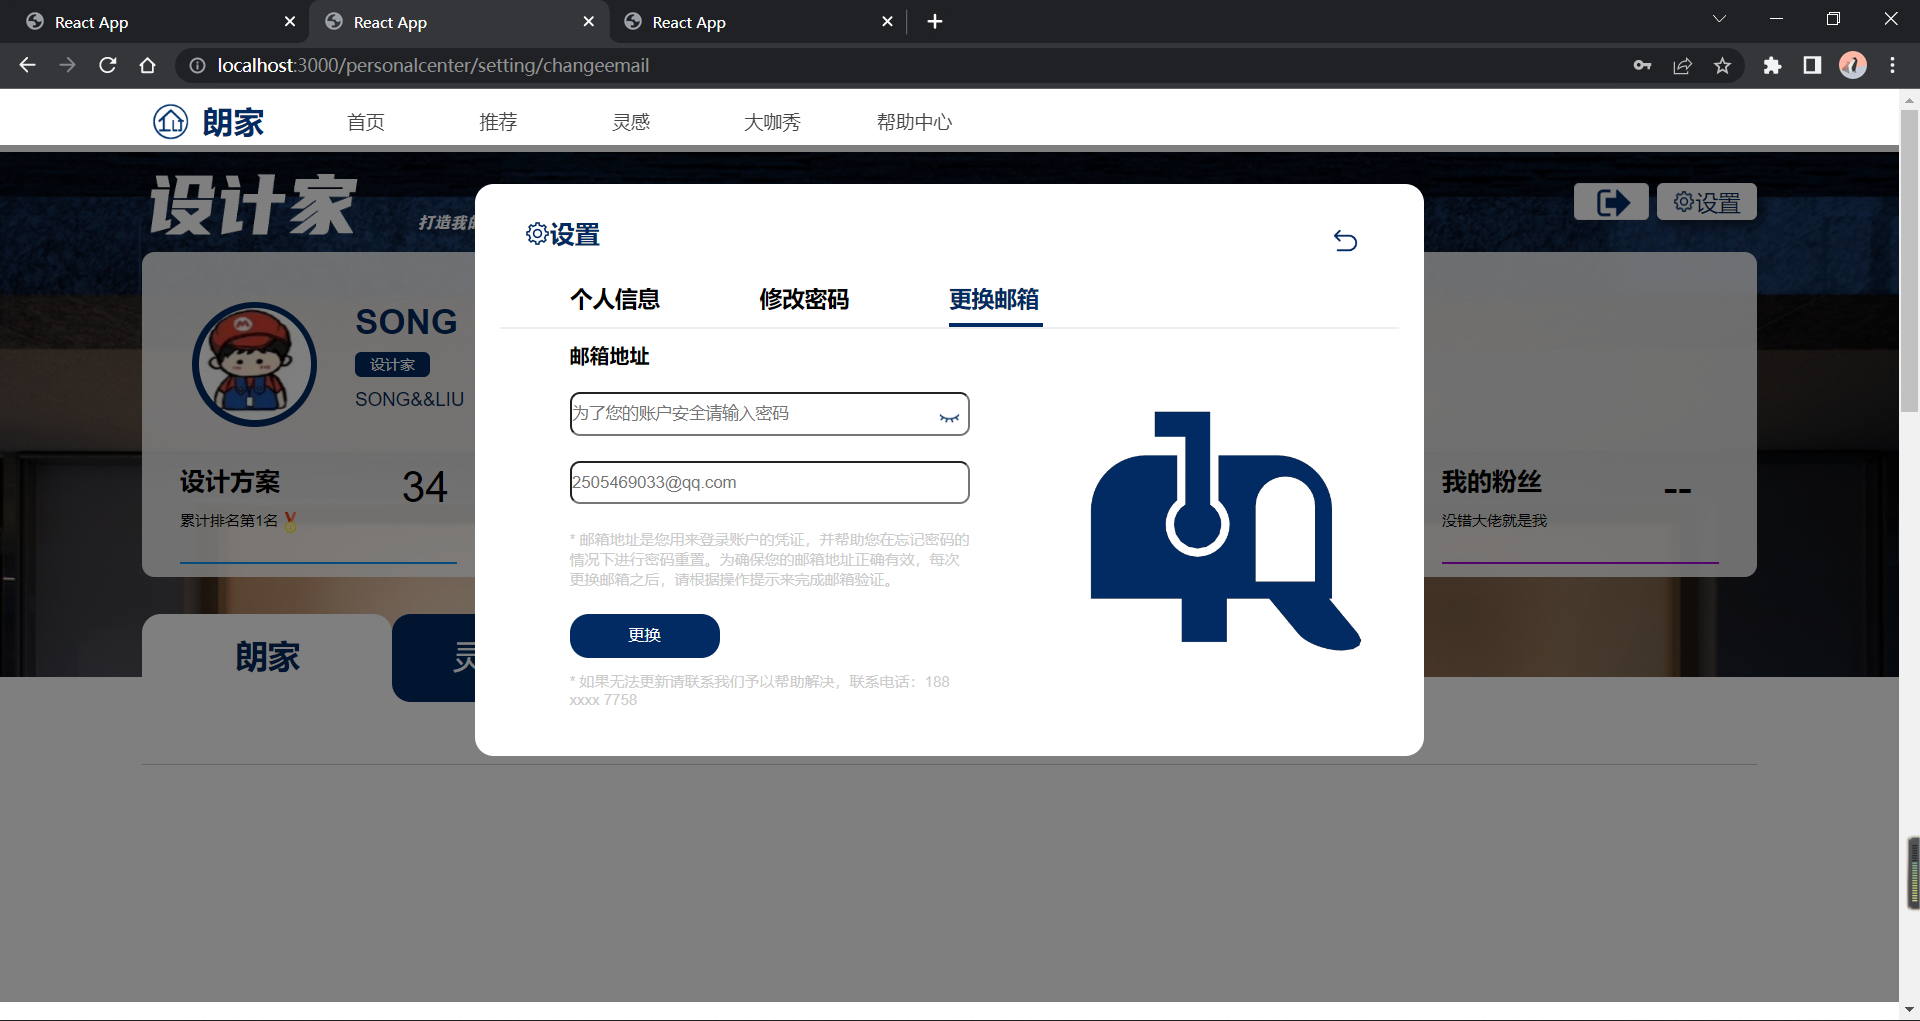 React App
React App
React App
localhost:3000/personalcenter/setting/changeemail
朗家
首页
推荐
灵感
大咖秀
帮助中心
设计家
打造我的
设置
设置
个人信息
修改密码
更换邮箱
邮箱地址
为了您的账户安全请输入密码
2505469033@qq.com
* 邮箱地址是您用来登录账户的凭证，并帮助您在忘记密码的
情况下进行密码重置。为确保您的邮箱地址正确有效，每次
更换邮箱之后，请根据操作提示来完成邮箱验证。
更换
* 如果无法更新请联系我们予以帮助解决，联系电话：188
xxxx 7758
SONG
设计家
SONG&&LIU
设计方案
34
累计排名第1名
我的粉丝
--
没错大佬就是我
朗家
灵